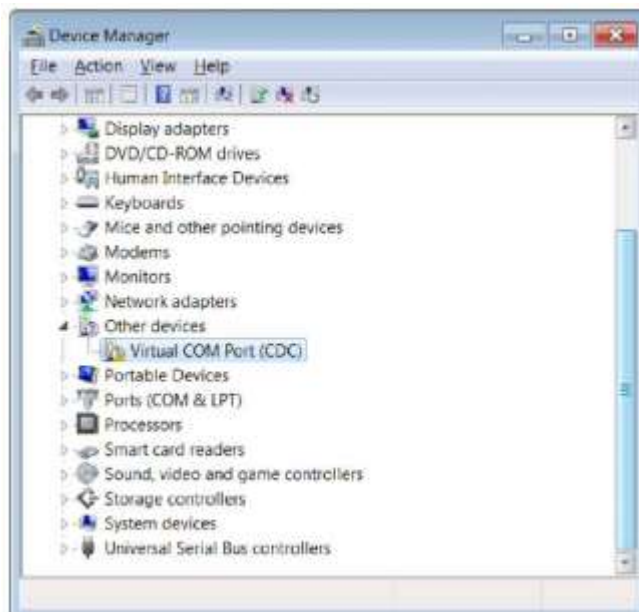 Device Manager
File Action View Help
Display adapters
DVD/CD-ROM drives
Human Interface Devices
Keyboards
Mice and other pointing devices
Modems
Monitors
Network adapters
Other devices
Virtual COM Port (CDC)
Portable Devices
Ports (COM & LPT)
Processors
Smart card readers
Sound, video and game controllers
Storage controllers
System devices
Universal Serial Bus controllers